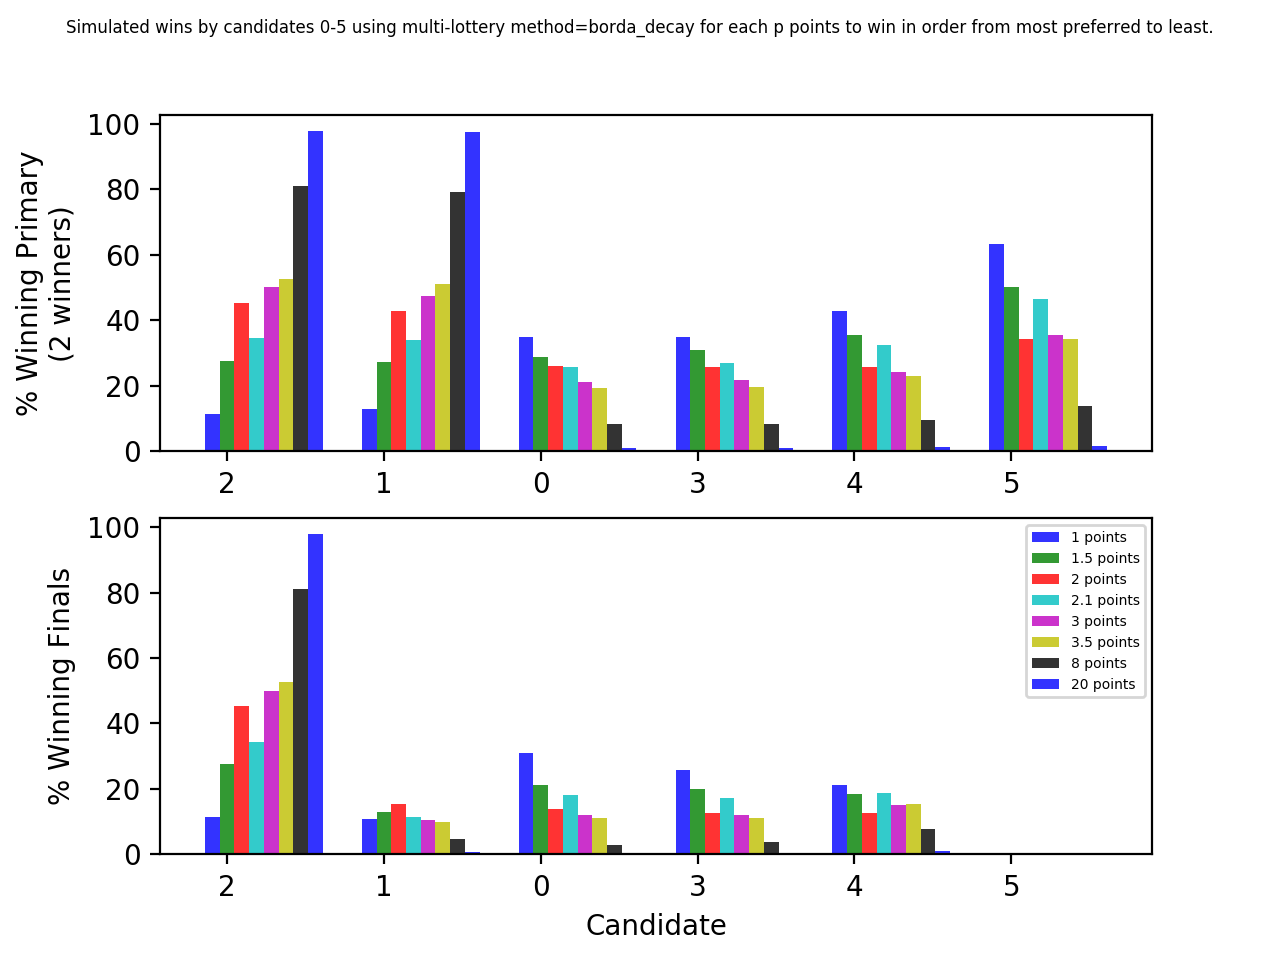 Simulated wins by candidates 0-5 using multi-lottery method=borda_decay for each p points to win in order from most preferred to least.
% Winning Primary
(2 winners)
100
80
60
40
20
0
2 1 0 3 4 5
% Winning Finals
100
80
60
40
20
0
1 points
1.5 points
2 points
2.1 points
3 points
3.5 points
8 points
20 points
2 1 0 3 4 5
Candidate